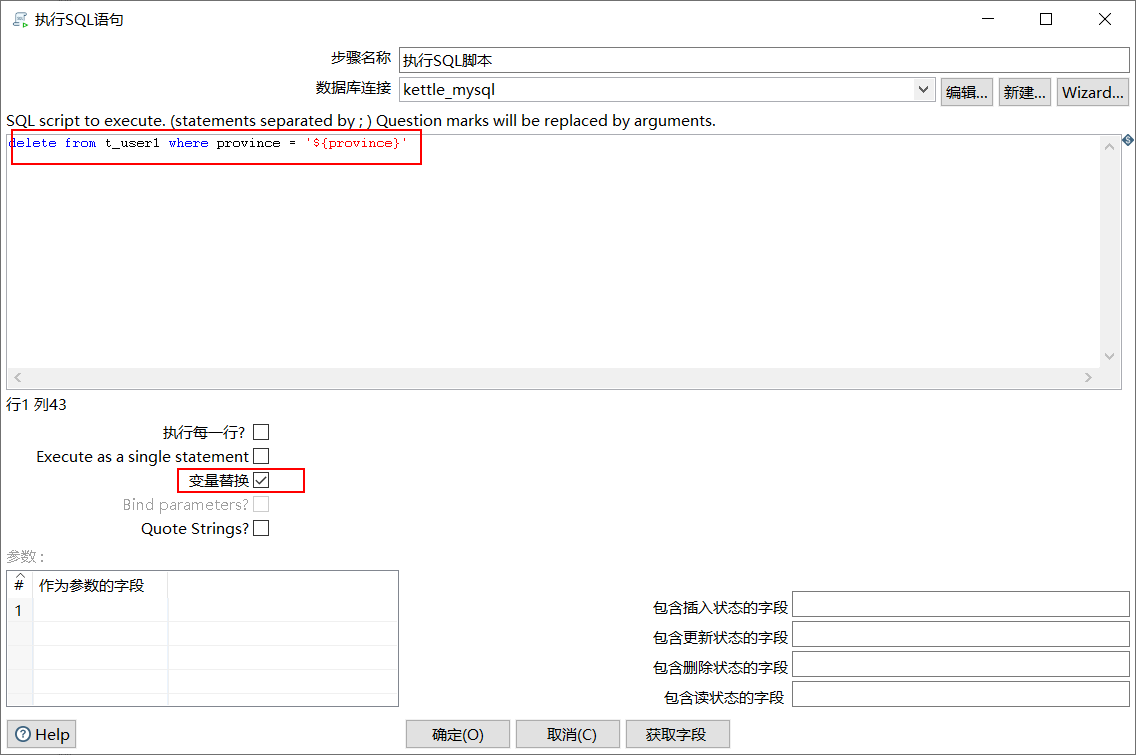 执行SQL语句
步骤名称 执行SQL脚本
数据库连接 kettle_mysql 编辑... 新建... Wizard...
SQL script to execute. (statements separated by ; ) Question marks will be replaced by arguments.
delete from t_user1 where province = '${province}'
行1 列43
执行每一行?
Execute as a single statement
变量替换
Bind parameters?
Quote Strings?
参数 :
# 作为参数的字段
1
包含插入状态的字段
包含更新状态的字段
包含删除状态的字段
包含读状态的字段
Help 确定(O) 取消(C) 获取字段